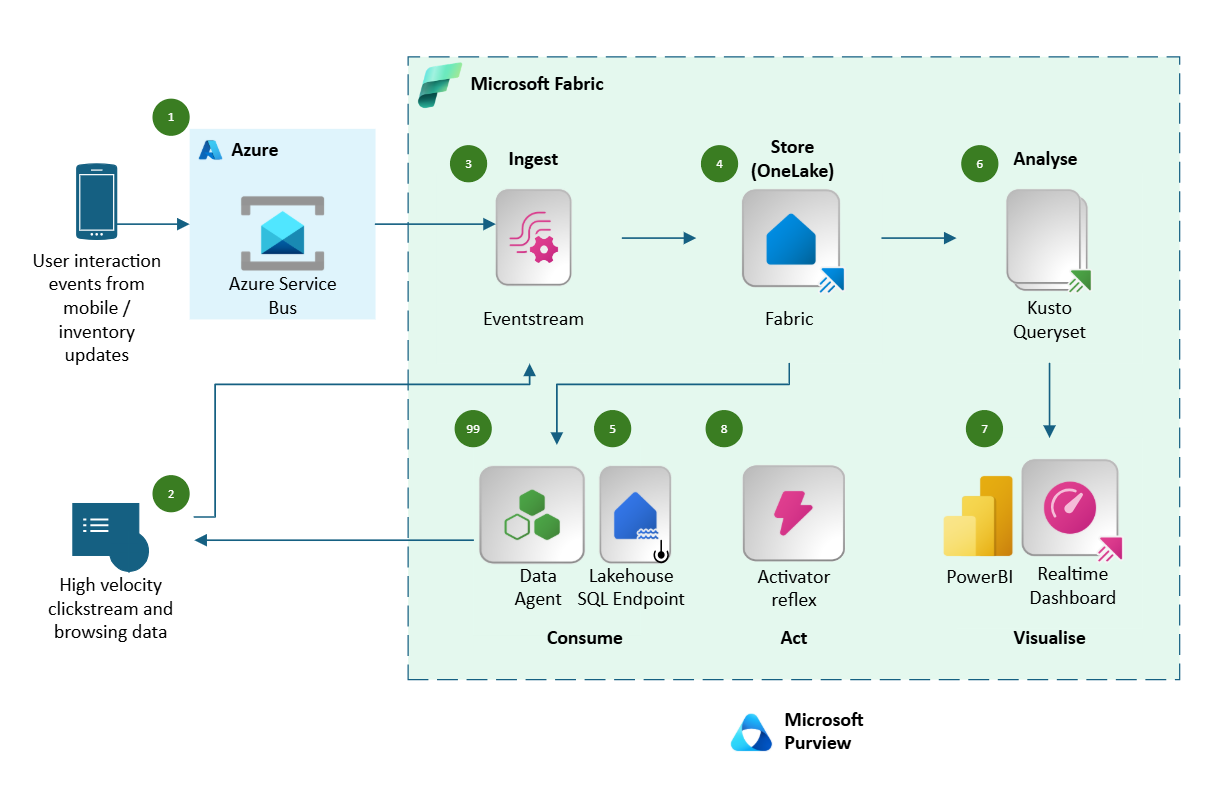 Microsoft Fabric
1
Azure
Azure Service
Bus
User interaction
events from
mobile /
inventory
updates
3
Ingest
Eventstream
4
Store
(OneLake)
Fabric
6
Analyse
Kusto
Queryset
2
High velocity
clickstream and
browsing data
99
Data
Agent
5
Lakehouse
SQL Endpoint
Consume
8
Activator
reflex
Act
7
PowerBI
Realtime
Dashboard
Visualise
Microsoft
Purview